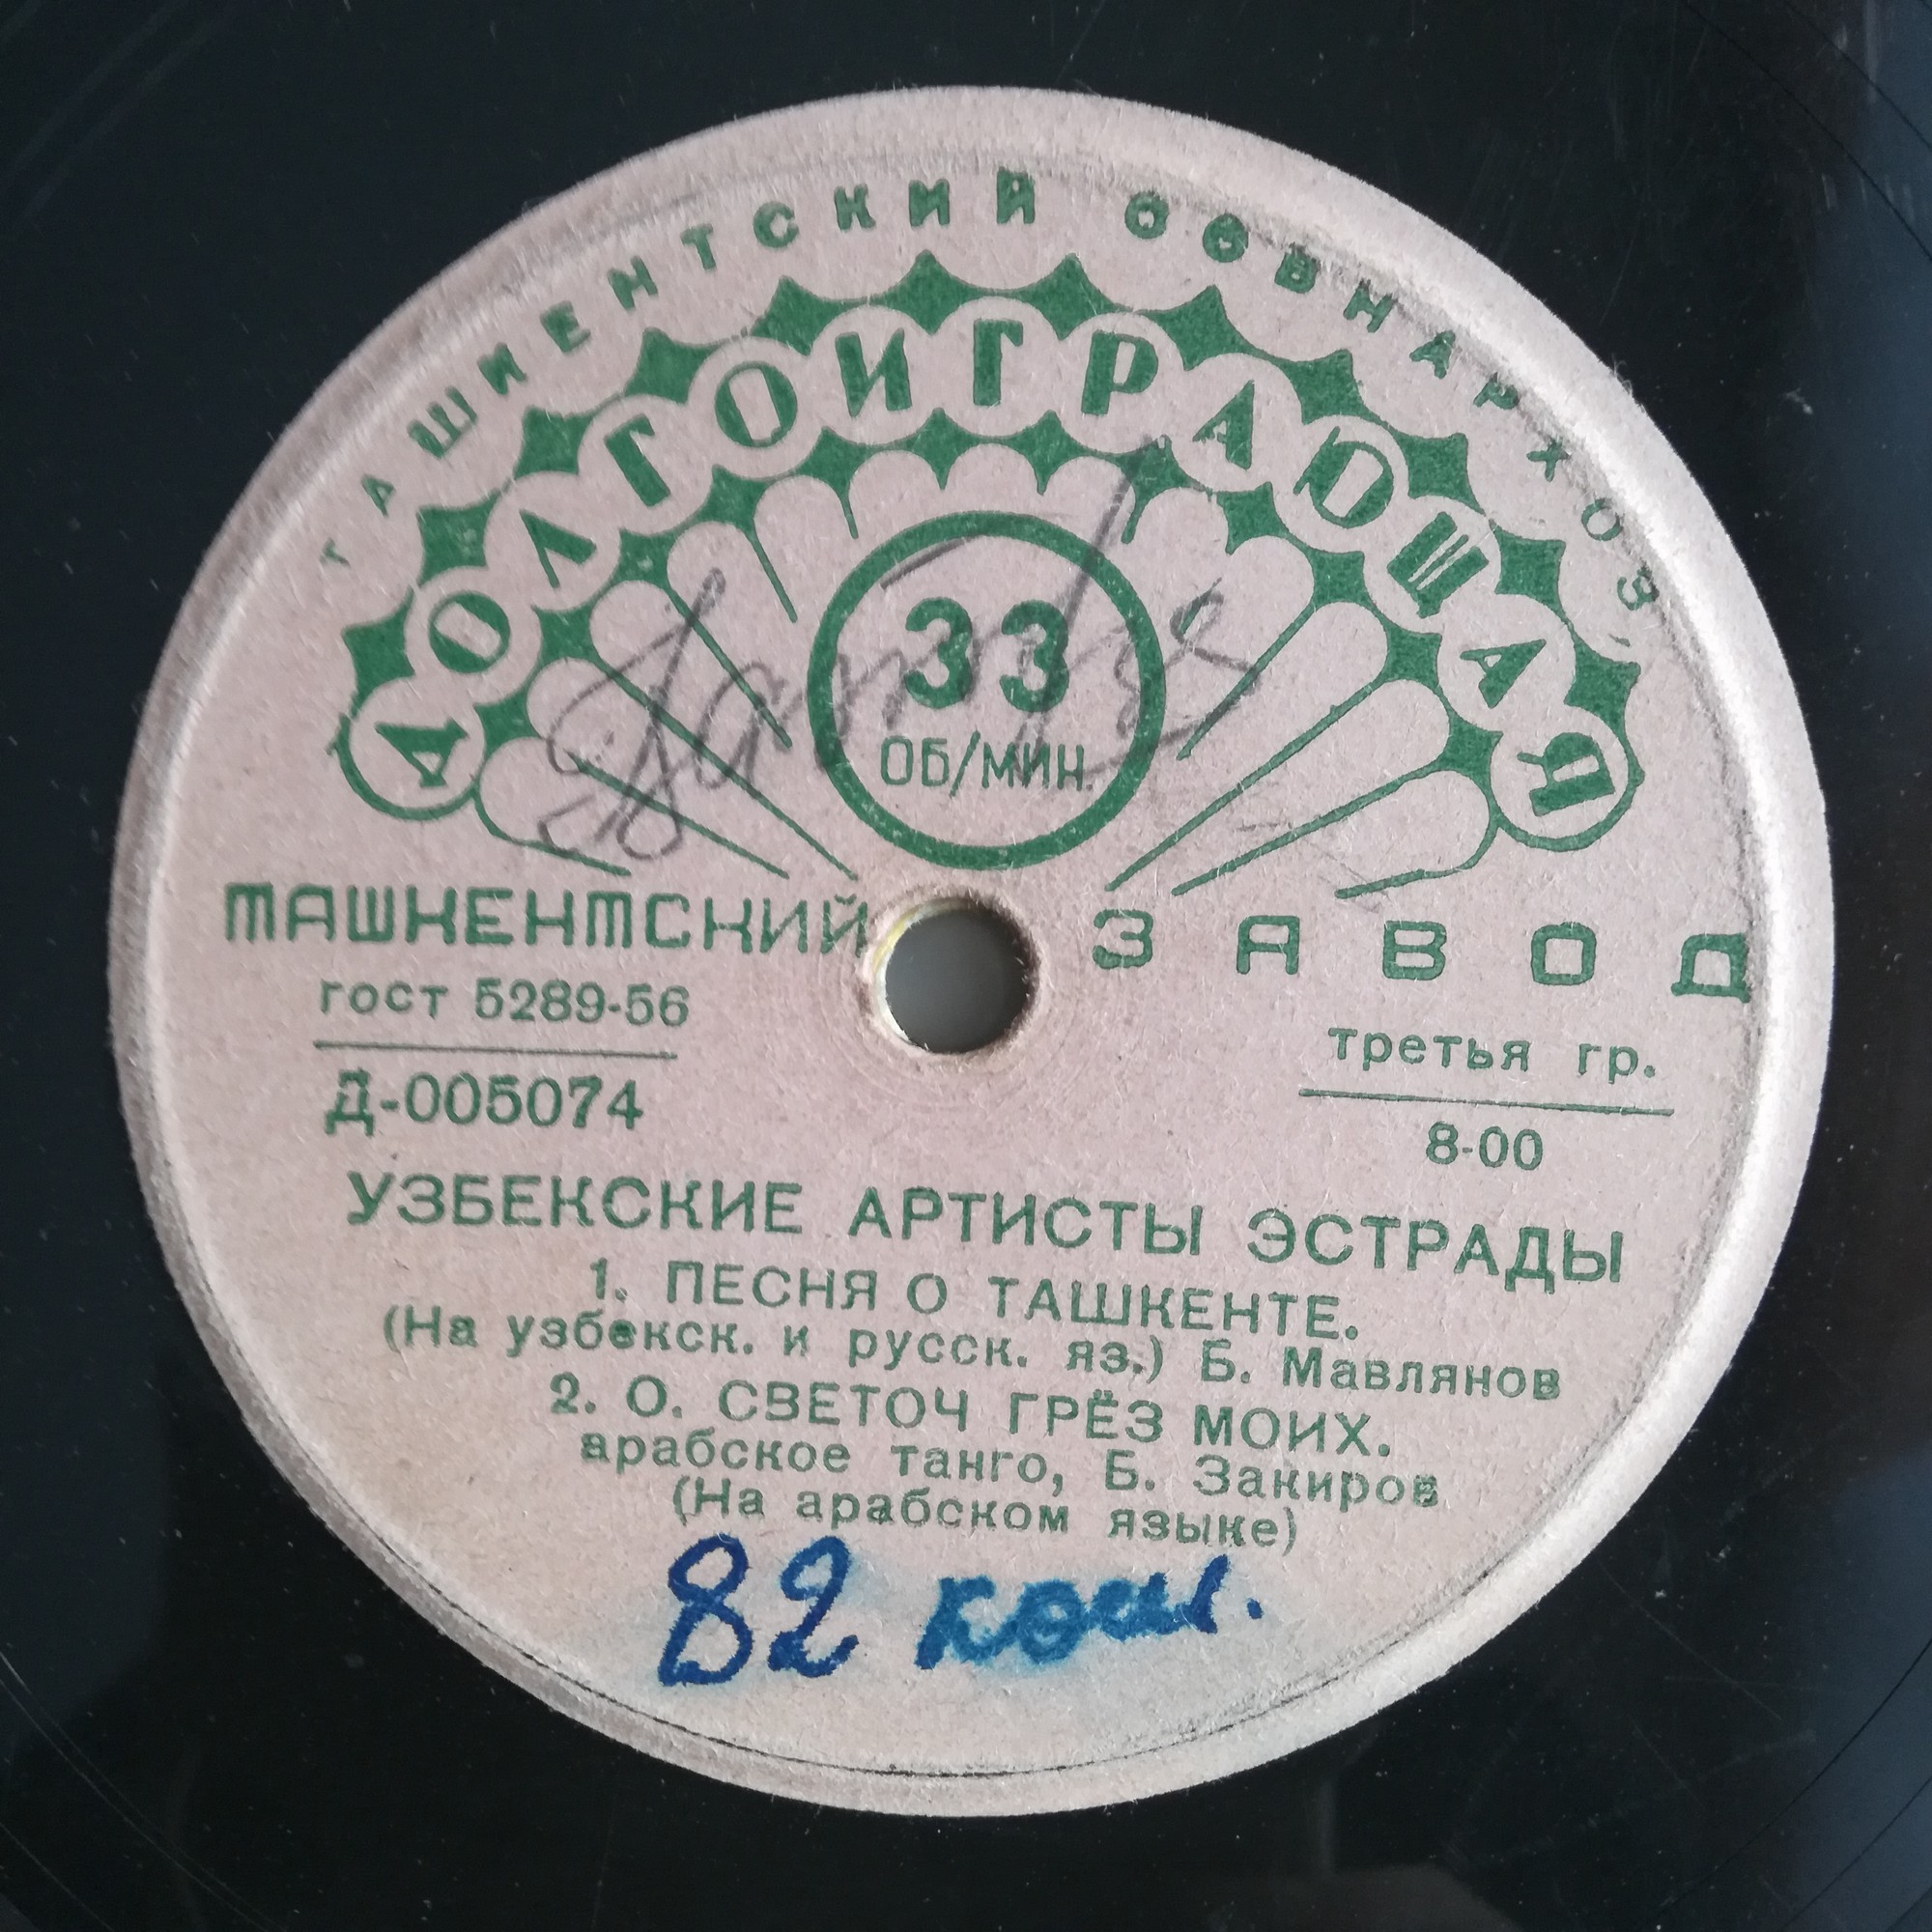 ТАШКЕНТСКИЙ СОВНАРХОЗ
ДОЛГОИГРАЮЩАЯ
33
ОБ/МИН.
ТАШКЕНТСКИЙ ЗАВОД
гост 5289-56
третья гр.
Д-005074
8-00
УЗБЕКСКИЕ АРТИСТЫ ЭСТРАДЫ
1. ПЕСНЯ О ТАШКЕНТЕ.
(На узбекск. и русск. яз.) Б. Мавлянов
2. О. СВЕТОЧ ГРЁЗ МОИХ.
арабское танго, Б. Закиров
(На арабском языке)
82